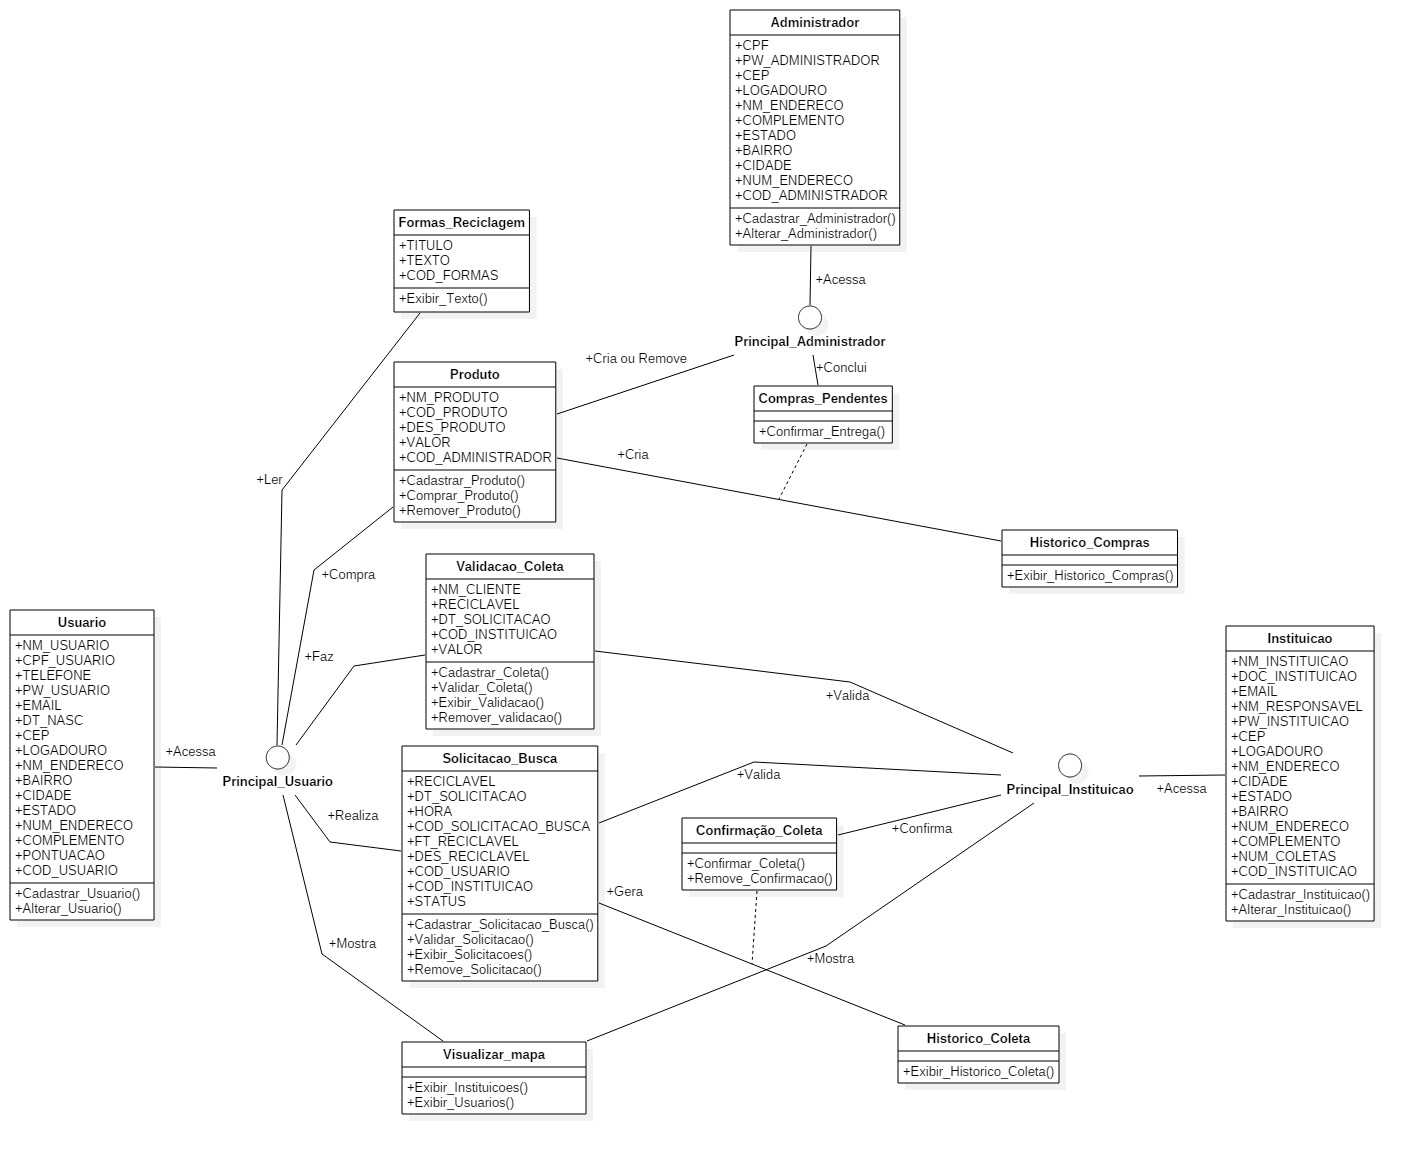 Administrador
+CPF
+PW_ADMINISTRADOR
+CEP
+LOGADOURO
+NM_ENDERECO
+COMPLEMENTO
+ESTADO
+BAIRRO
+CIDADE
+NUM_ENDERECO
+COD_ADMINISTRADOR
+Cadastrar_Administrador()
+Alterar_Administrador()
+Acessa
Principal_Administrador
+Cria ou Remove
+Conclui
Formas_Reciclagem
+TITULO
+TEXTO
+COD_FORMAS
+Exibir_Texto()
+Ler
Produto
+NM_PRODUTO
+COD_PRODUTO
+DES_PRODUTO
+VALOR
+COD_ADMINISTRADOR
+Cadastrar_Produto()
+Comprar_Produto()
+Remover_Produto()
+Compra
Compras_Pendentes
+Confirmar_Entrega()
+Cria
Historico_Compras
+Exibir_Historico_Compras()
Validacao_Coleta
+NM_CLIENTE
+RECICLAVEL
+DT_SOLICITACAO
+COD_INSTITUICAO
+VALOR
+Cadastrar_Coleta()
+Validar_Coleta()
+Exibir_Validacao()
+Remover_validacao()
+Faz
+Valida
Usuario
+NM_USUARIO
+CPF_USUARIO
+TELEFONE
+PW_USUARIO
+EMAIL
+DT_NASC
+CEP
+LOGADOURO
+NM_ENDERECO
+BAIRRO
+CIDADE
+ESTADO
+NUM_ENDERECO
+COMPLEMENTO
+PONTUACAO
+COD_USUARIO
+Cadastrar_Usuario()
+Alterar_Usuario()
+Acessa
Principal_Usuario
+Realiza
+Mostra
Solicitacao_Busca
+RECICLAVEL
+DT_SOLICITACAO
+HORA
+COD_SOLICITACAO_BUSCA
+FT_RECICLAVEL
+DES_RECICLAVEL
+COD_USUARIO
+COD_INSTITUICAO
+STATUS
+Cadastrar_Solicitacao_Busca()
+Validar_Solicitacao()
+Exibir_Solicitacoes()
+Remove_Solicitacao()
+Valida
+Gera
Confirmação_Coleta
+Confirmar_Coleta()
+Remove_Confirmacao()
+Confirma
Principal_Instituicao
+Acessa
+Mostra
Instituicao
+NM_INSTITUICAO
+DOC_INSTITUICAO
+EMAIL
+NM_RESPONSAVEL
+PW_INSTITUICAO
+CEP
+LOGADOURO
+NM_ENDERECO
+CIDADE
+ESTADO
+BAIRRO
+NUM_ENDERECO
+COMPLEMENTO
+NUM_COLETAS
+COD_INSTITUICAO
+Cadastrar_Instituicao()
+Alterar_Instituicao()
Visualizar_mapa
+Exibir_Instituicoes()
+Exibir_Usuarios()
Historico_Coleta
+Exibir_Historico_Coleta()